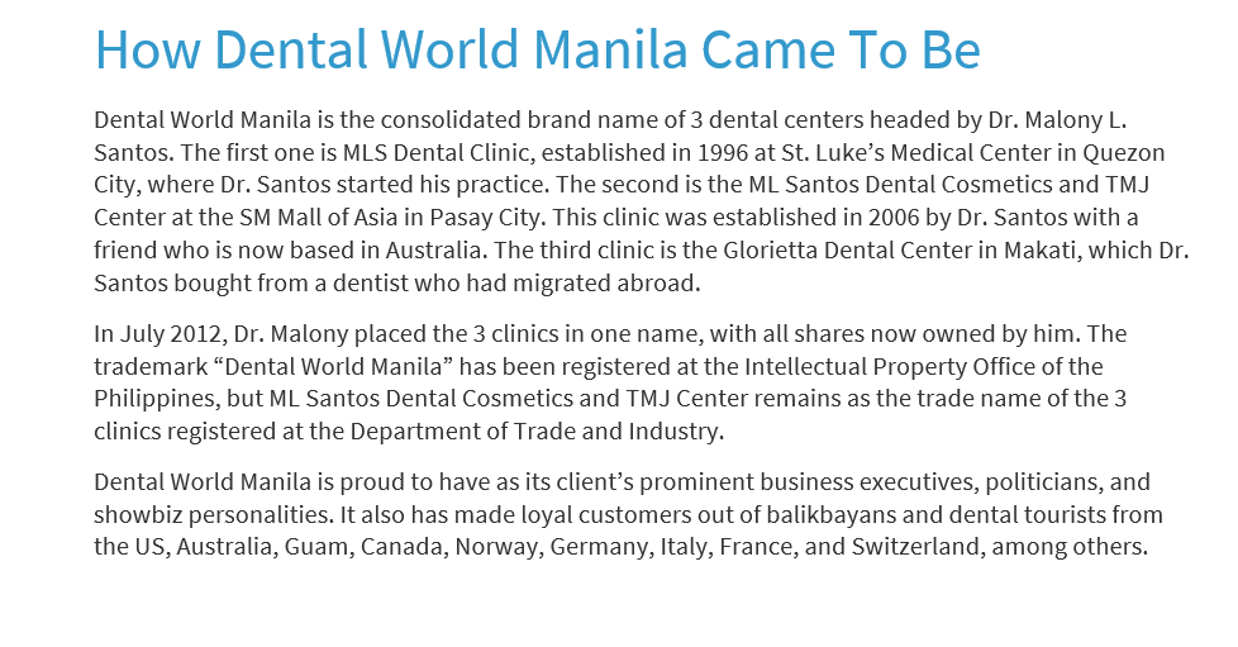 How Dental World Manila Came To Be
Dental World Manila is the consolidated brand name of 3 dental centers headed by Dr. Malony L.
Santos. The first one is MLS Dental Clinic, established in 1996 at St. Luke’s Medical Center in Quezon
City, where Dr. Santos started his practice. The second is the ML Santos Dental Cosmetics and TMJ
Center at the SM Mall of Asia in Pasay City. This clinic was established in 2006 by Dr. Santos with a
friend who is now based in Australia. The third clinic is the Glorietta Dental Center in Makati, which Dr.
Santos bought from a dentist who had migrated abroad.
In July 2012, Dr. Malony placed the 3 clinics in one name, with all shares now owned by him. The
trademark “Dental World Manila” has been registered at the Intellectual Property Office of the
Philippines, but ML Santos Dental Cosmetics and TMJ Center remains as the trade name of the 3
clinics registered at the Department of Trade and Industry.
Dental World Manila is proud to have as its client’s prominent business executives, politicians, and
showbiz personalities. It also has made loyal customers out of balikbayans and dental tourists from
the US, Australia, Guam, Canada, Norway, Germany, Italy, France, and Switzerland, among others.